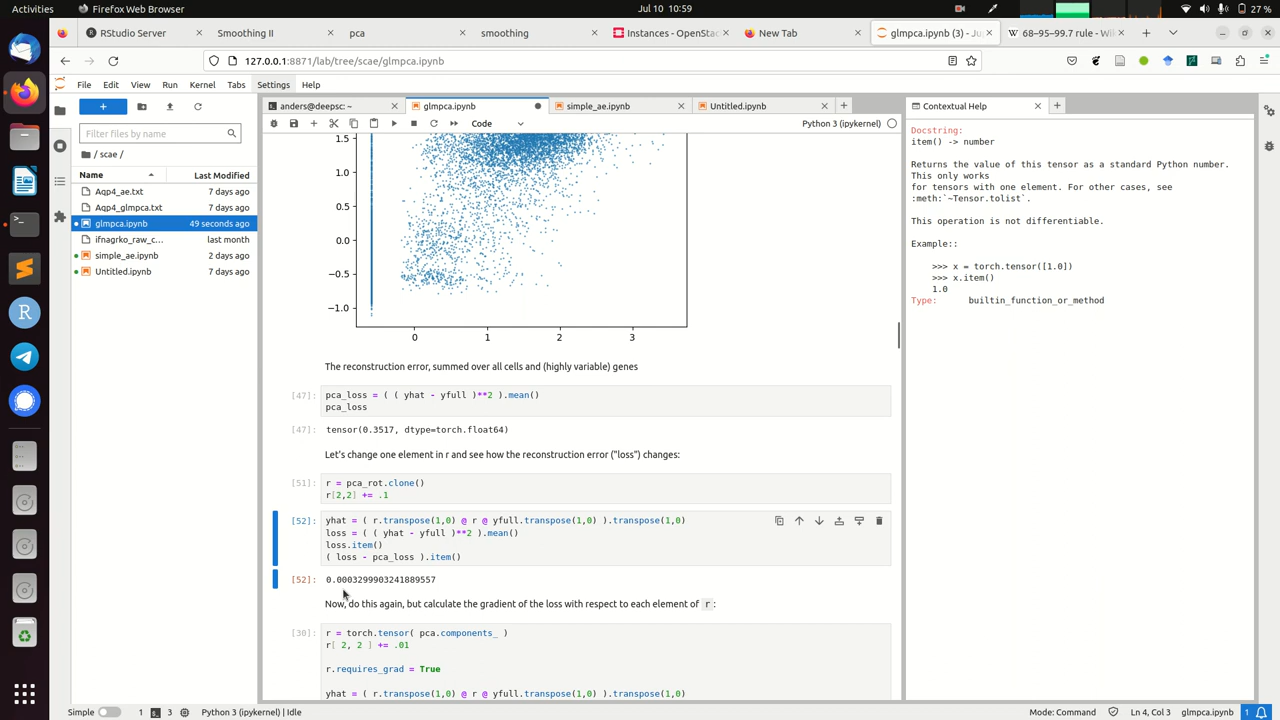 Activities
Firefox Web Browser
Jul 10 10:59
27 %
RStudio Server
Smoothing II
pca
smoothing
Instances - OpenStac
New Tab
glmpca.ipynb (3) - Ju
68–95–99.7 rule - Wi
127.0.0.1:8871/lab/tree/scae/glmpca.ipynb
File Edit View Run Kernel Tabs Settings Help
anders@deepsc: ~
glmpca.ipynb
simple_ae.ipynb
Untitled.ipynb
Contextual Help
Code
Python 3 (ipykernel)
Filter files by name
/ scae /
Name
Last Modified
Aqp4_ae.txt 7 days ago
Aqp4_glmpca.txt 7 days ago
glmpca.ipynb 49 seconds ago
ifnagrko_raw_c... last month
simple_ae.ipynb 2 days ago
Untitled.ipynb 7 days ago
1.5
1.0
0.5
0.0
−0.5
−1.0
0 1 2 3
The reconstruction error, summed over all cells and (highly variable) genes
[47]: pca_loss = ( ( yhat - yfull )**2 ).mean()
pca_loss
[47]: tensor(0.3517, dtype=torch.float64)
Let's change one element in r and see how the reconstruction error ("loss") changes:
[51]: r = pca_rot.clone()
r[2,2] += .1
[52]: yhat = ( r.transpose(1,0) @ r @ yfull.transpose(1,0) ).transpose(1,0)
loss = ( ( yhat - yfull )**2 ).mean()
loss.item()
( loss - pca_loss ).item()
[52]: 0.0003299903241889557
Now, do this again, but calculate the gradient of the loss with respect to each element of r :
[30]: r = torch.tensor( pca.components_ )
r[ 2, 2 ] += .01
r.requires_grad = True
yhat = ( r.transpose(1,0) @ r @ yfull.transpose(1,0) ).transpose(1,0)
Docstring:
item() -> number
Returns the value of this tensor as a standard Python number.
This only works
for tensors with one element. For other cases, see
:meth:`~Tensor.tolist`.
This operation is not differentiable.
Example::
>>> x = torch.tensor([1.0])
>>> x.item()
1.0
Type: builtin_function_or_method
Simple
1
3
Python 3 (ipykernel) | Idle
Mode: Command
Ln 4, Col 3
glmpca.ipynb
1